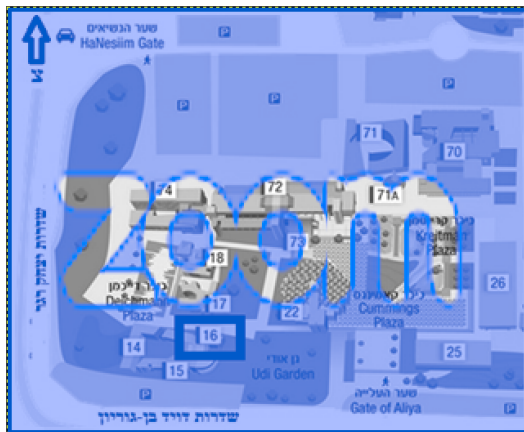 שער הנשיאים
HaNesiim Gate
P
P
P
P
צ
71
70
74
72
71A
zoom
כיכר קרייטמן
Kreitman
Plaza
73
18
26
כיכר דייכמן
Deichmann
Plaza
17
22
כיכר קאמינגס
Cummings
Plaza
16
14
15
גן אודי
Udi Garden
25
שער העלייה
Gate of Aliya
P
P
שדרות דויד בן-גוריון
שדרות יצחק רגר